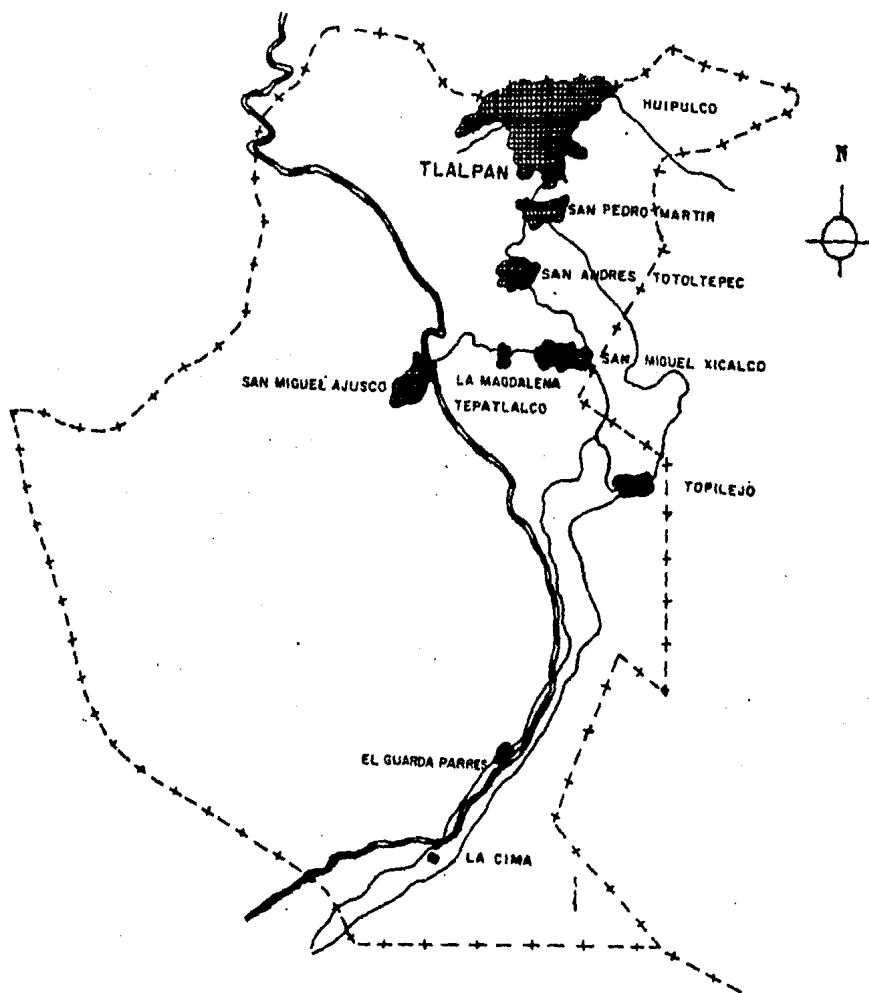 HUIPULCO
N
TLALPAN
SAN PEDRO MARTIR
SAN ANDRES TOTOLTEPEC
SAN MIGUEL XICALCO
SAN MIGUEL AJUSCO
LA MAGDALENA
TEPATLALCO
TOPILEJO
EL GUARDA PARRES
LA CIMA